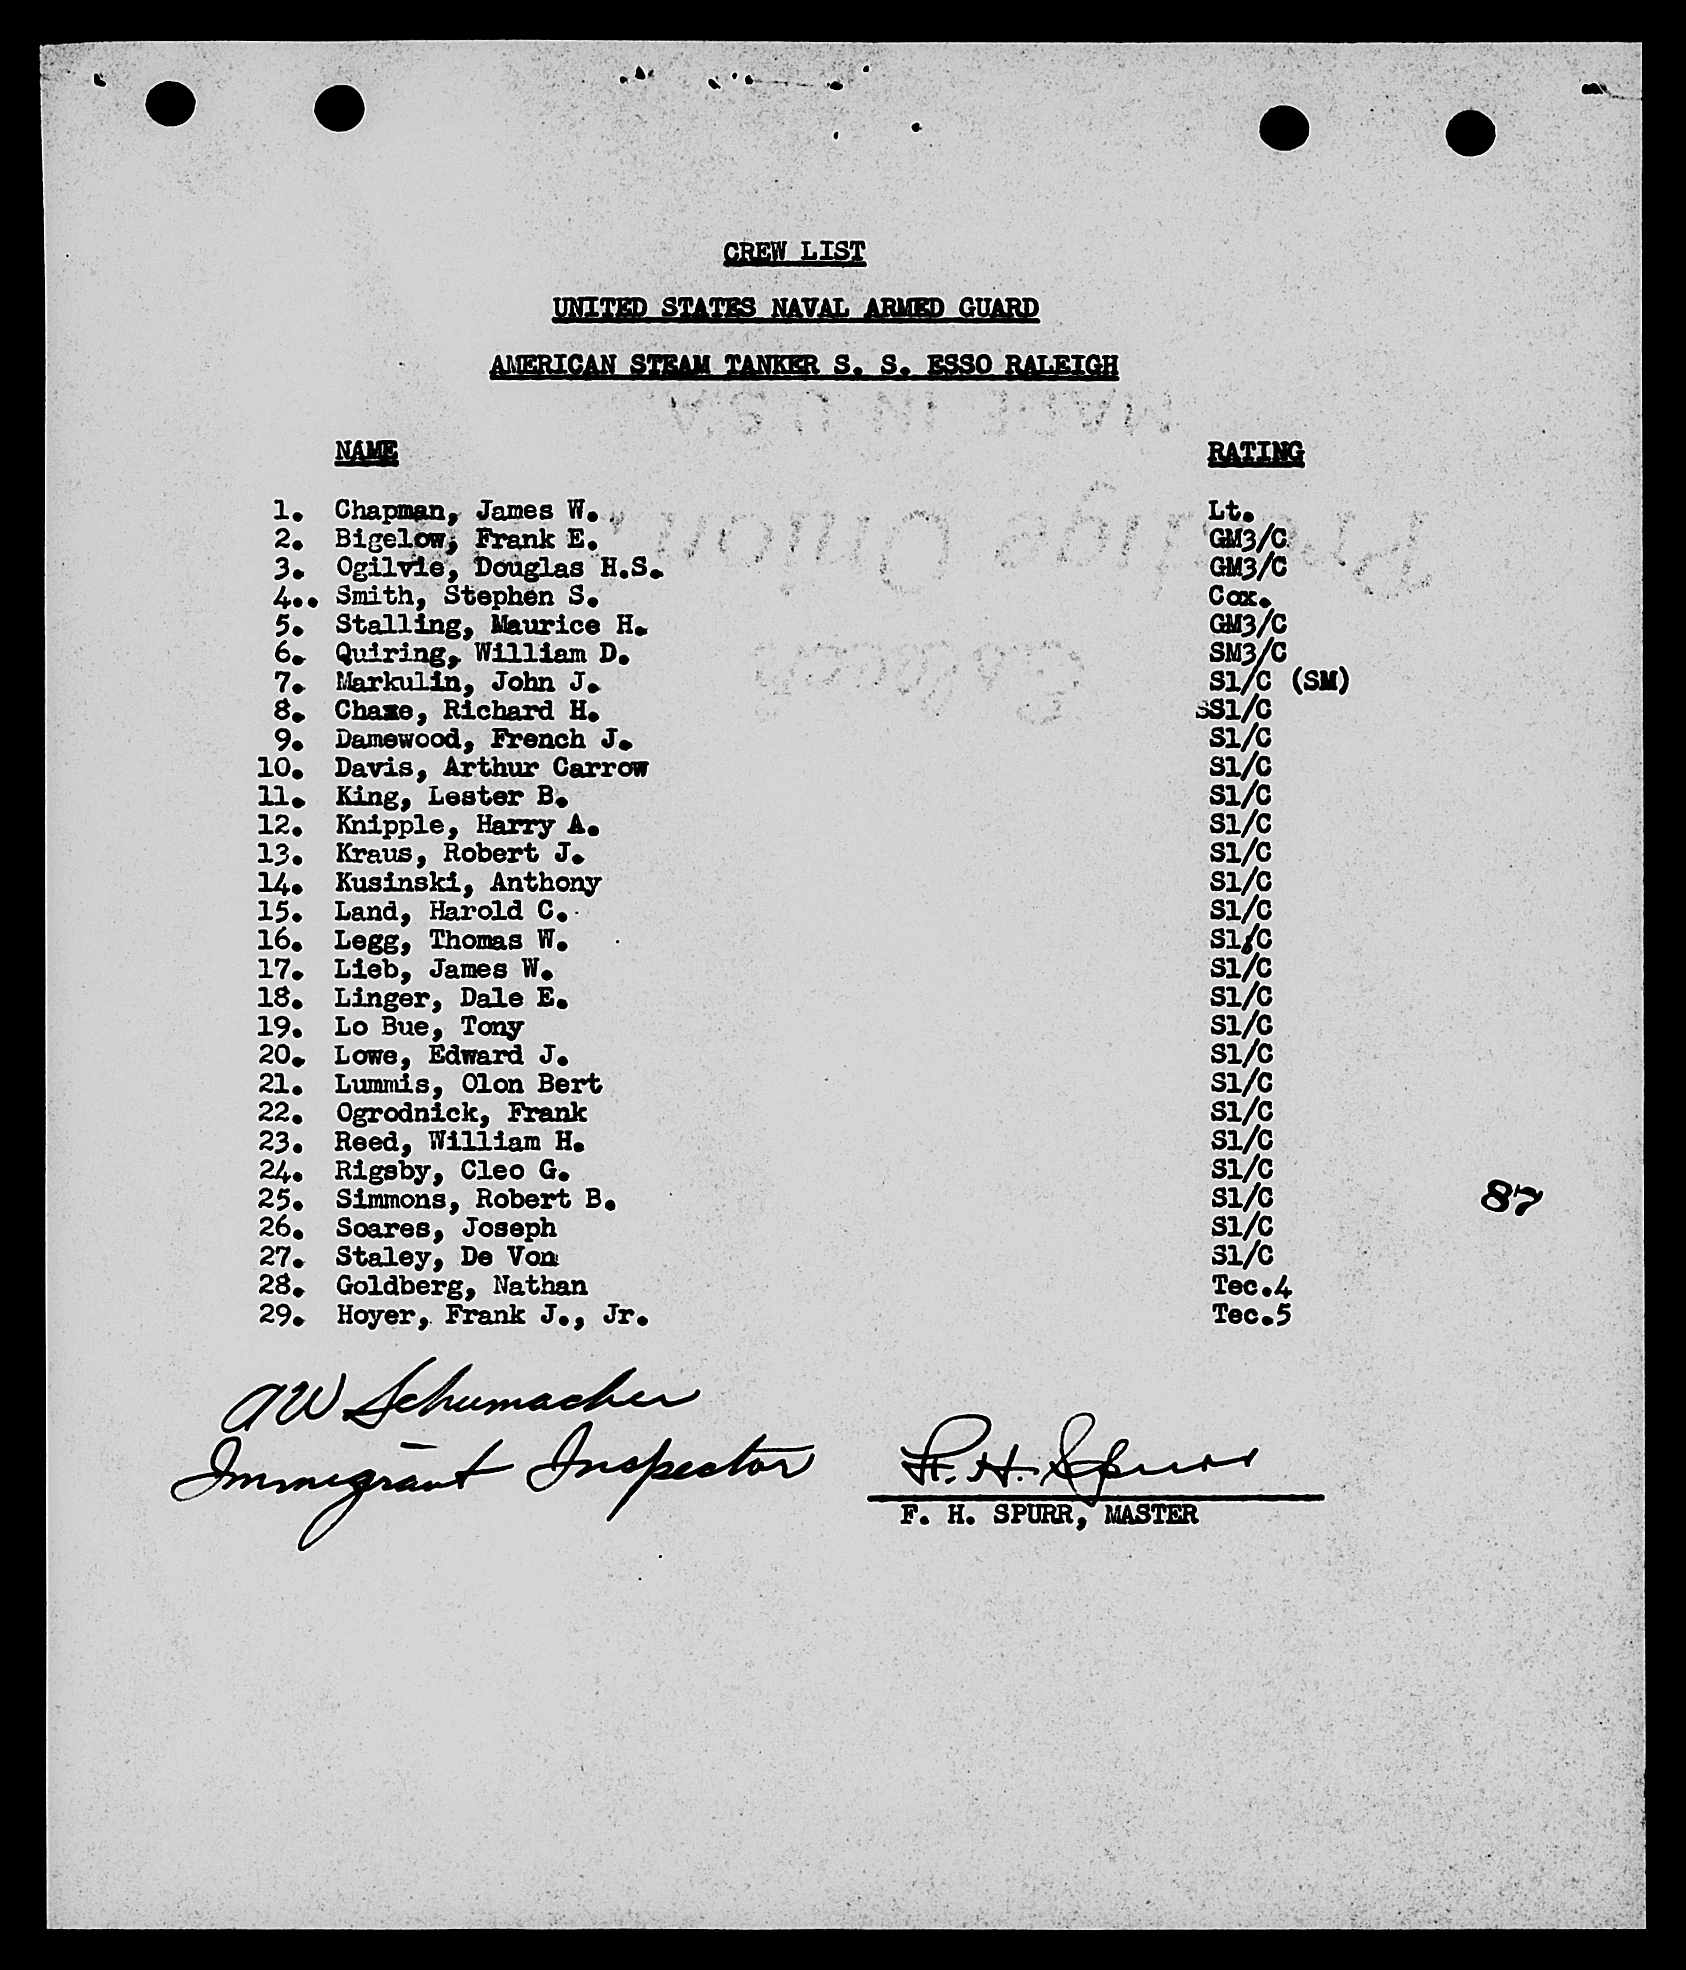 CREW LIST
UNITED STATES NAVAL ARMED GUARD
AMERICAN STEAM TANKER S. S. ESSO RALEIGH
NAME RATING
1. Chapman, James W. Lt.
2. Bigelow, Frank E. GM3/C
3. Ogilvie, Douglas H.S. GM3/C
4.. Smith, Stephen S. Cox.
5. Stalling, Maurice H. GM3/C
6. Quiring, William D. SM3/C
7. Markulin, John J. S1/C (SM)
8. Chase, Richard H. SS1/C
9. Damewood, French J. S1/C
10. Davis, Arthur Carrow S1/C
11. King, Lester B. S1/C
12. Knipple, Harry A. S1/C
13. Kraus, Robert J. S1/C
14. Kusinski, Anthony S1/C
15. Land, Harold C. S1/C
16. Legg, Thomas W. S1/C
17. Lieb, James W. S1/C
18. Linger, Dale E. S1/C
19. Lo Bue, Tony S1/C
20. Lowe, Edward J. S1/C
21. Lummis, Olon Bert S1/C
22. Ogrodnick, Frank S1/C
23. Reed, William H. S1/C
24. Rigsby, Cleo G. S1/C
25. Simmons, Robert B. S1/C
87
26. Soares, Joseph S1/C
27. Staley, De Von S1/C
28. Goldberg, Nathan Tec.4
29. Hoyer, Frank J., Jr. Tec.5
AW Schumacher
Immigrant Inspector
F. H. Spurr
F. H. SPURR, MASTER